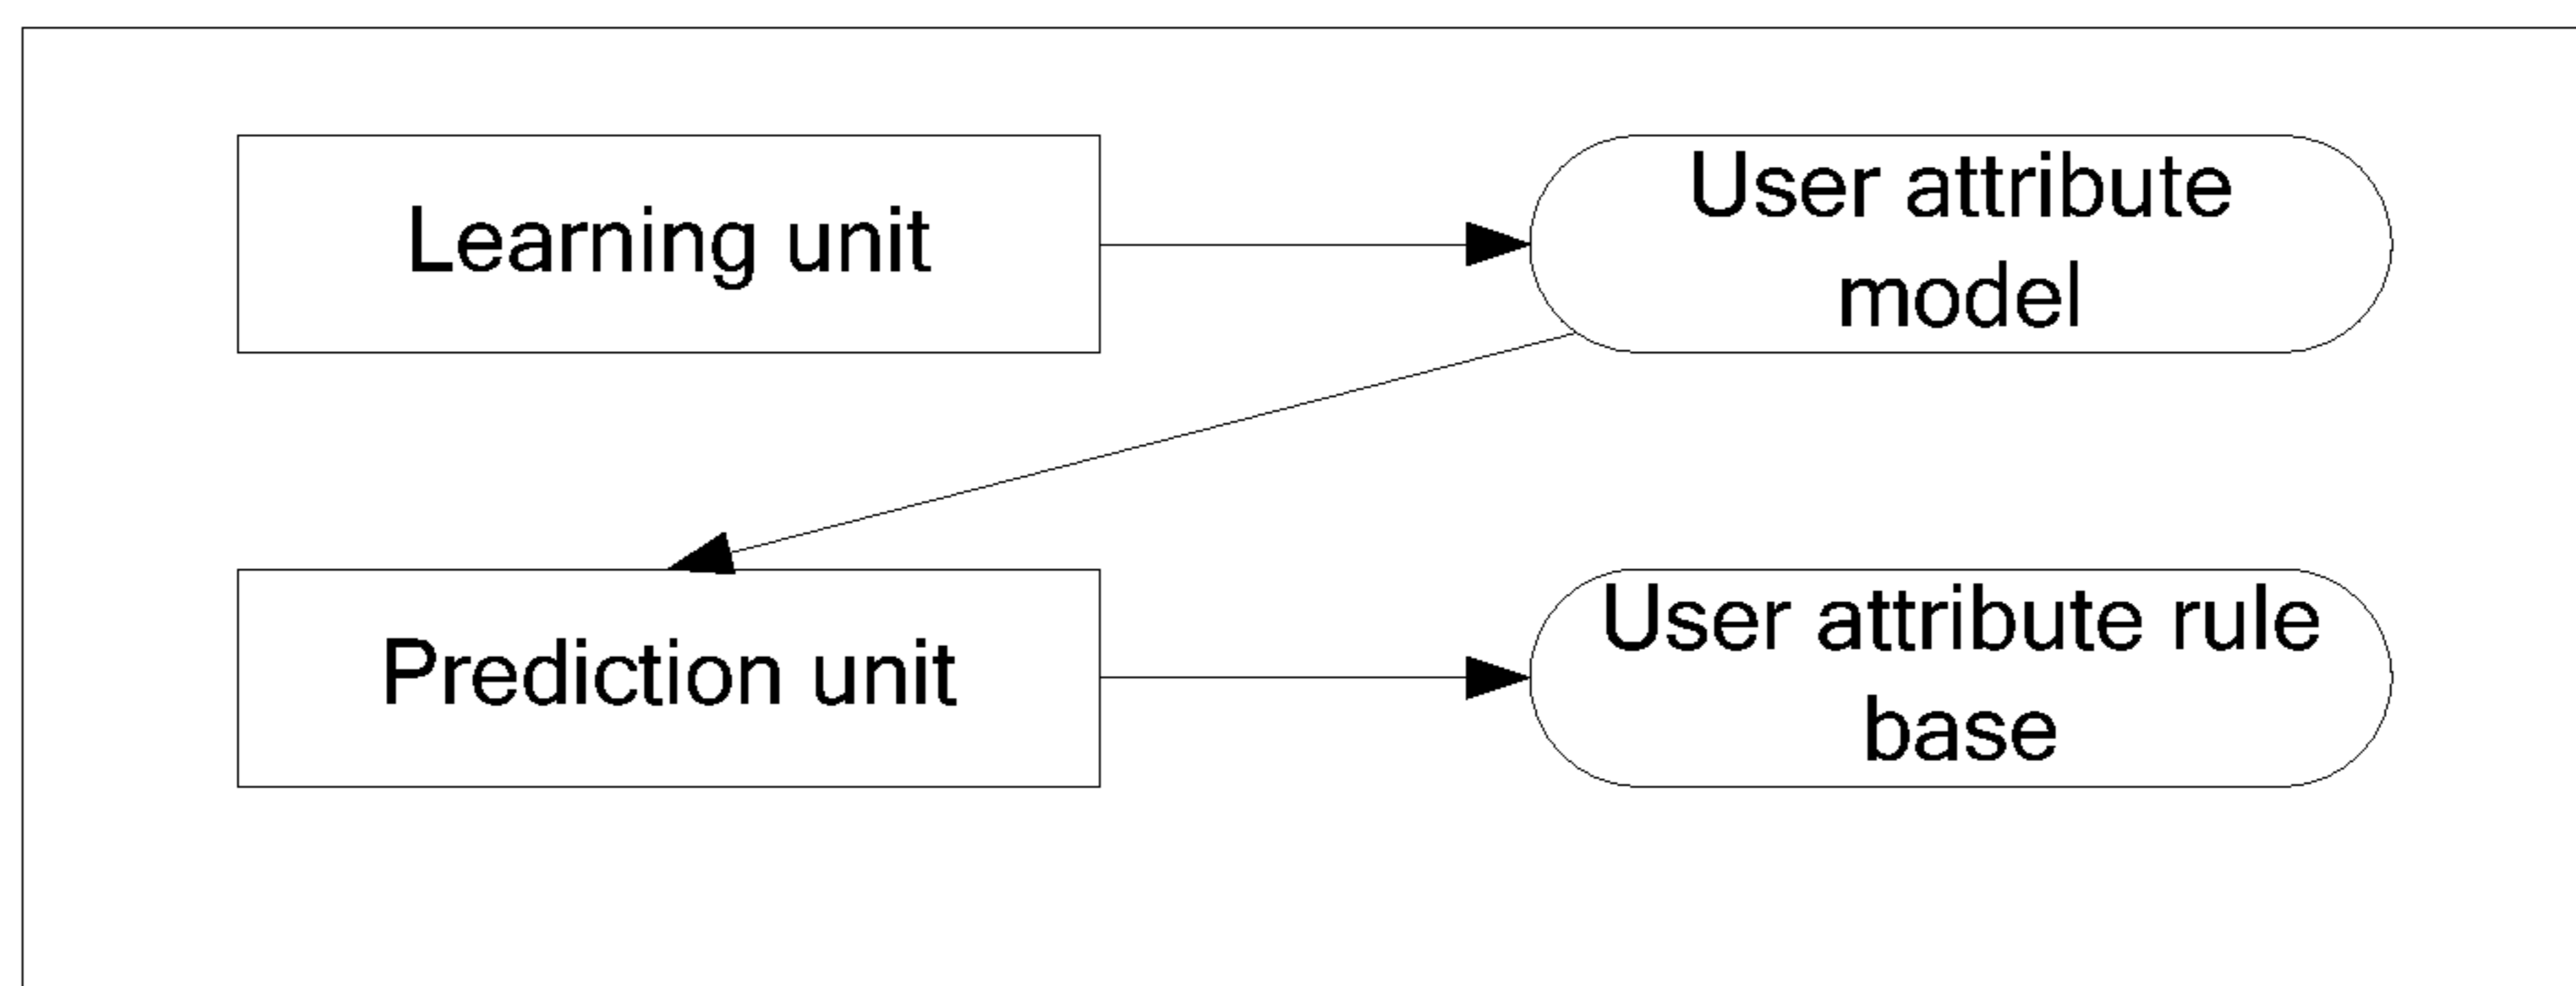 Learning unit
User attribute
model
Prediction unit
User attribute rule
base